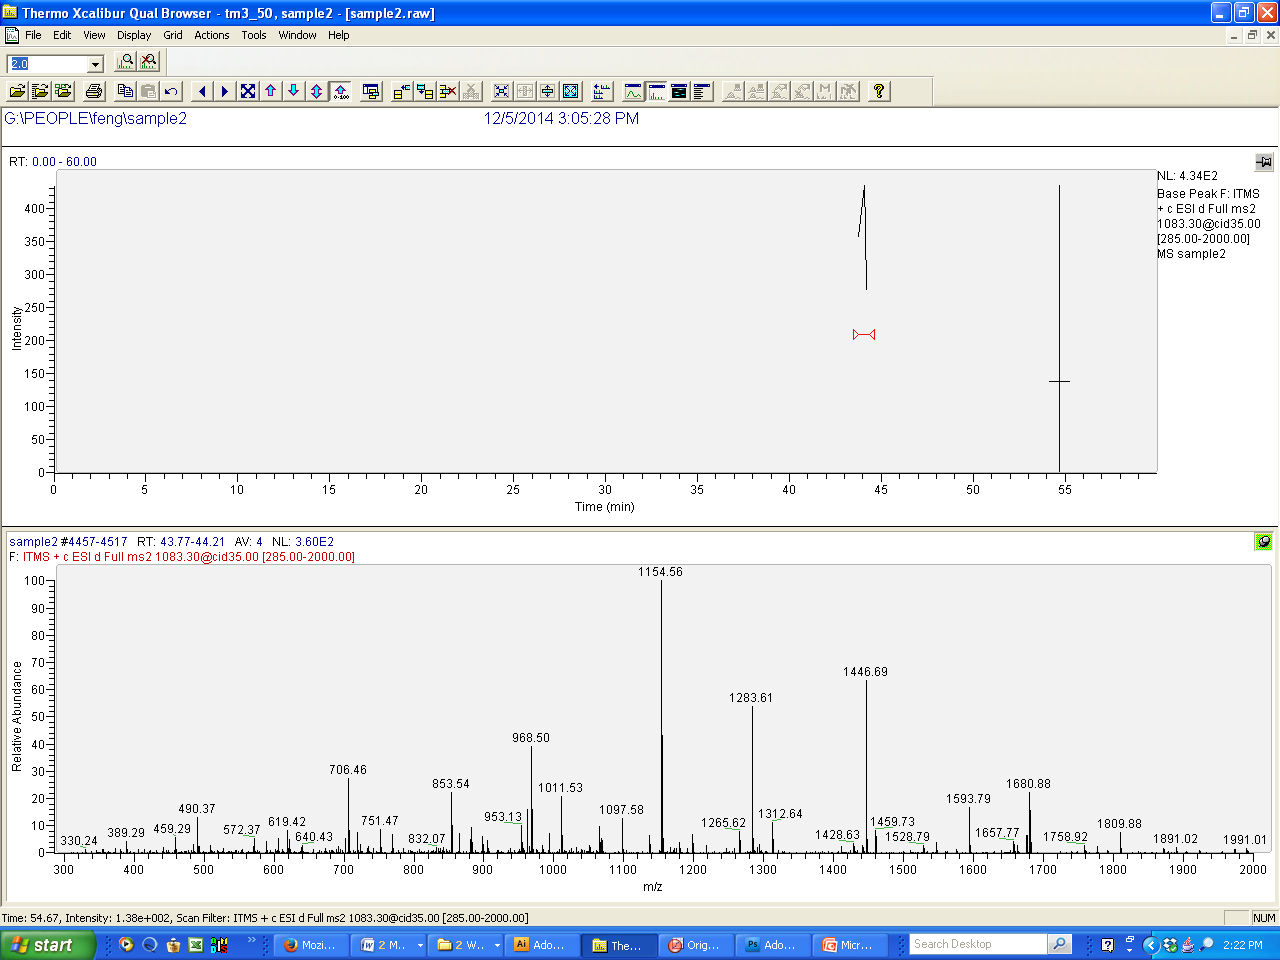 Thermo Xcalibur Qual Browser - tm3_50, sample2 - [sample2.raw]
File Edit View Display Grid Actions Tools Window Help
2.0
G:\PEOPLE\feng\sample2 12/5/2014 3:05:28 PM
RT: 0.00 - 60.00
NL: 4.34E2
Base Peak F: ITMS
+ c ESI d Full ms2
1083.30@cid35.00
[285.00-2000.00]
MS sample2
400
350
300
250
200
150
100
50
0
Intensity
0 5 10 15 20 25 30 35 40 45 50 55
Time (min)
sample2 #4457-4517 RT: 43.77-44.21 AV: 4 NL: 3.60E2
F: ITMS + c ESI d Full ms2 1083.30@cid35.00 [285.00-2000.00]
100
90
80
70
60
50
40
30
20
10
0
Relative Abundance
1154.56
1446.69
1283.61
968.50
706.46
853.54
1011.53
1680.88
490.37
1097.58
1593.79
619.42
751.47
953.13
1312.64
1459.73
572.37
1265.62
1809.88
459.29
389.29
640.43
832.07
1428.63
1528.79
1657.77
1758.92
330.24
1891.02
1991.01
300 400 500 600 700 800 900 1000 1100 1200 1300 1400 1500 1600 1700 1800 1900 2000
m/z
Time: 54.67, Intensity: 1.38e+002, Scan Filter: ITMS + c ESI d Full ms2 1083.30@cid35.00 [285.00-2000.00]
NUM
start
Mozi...
2 M...
2 W...
Ado...
The...
Orig...
Ado...
Micr...
Search Desktop
2:22 PM